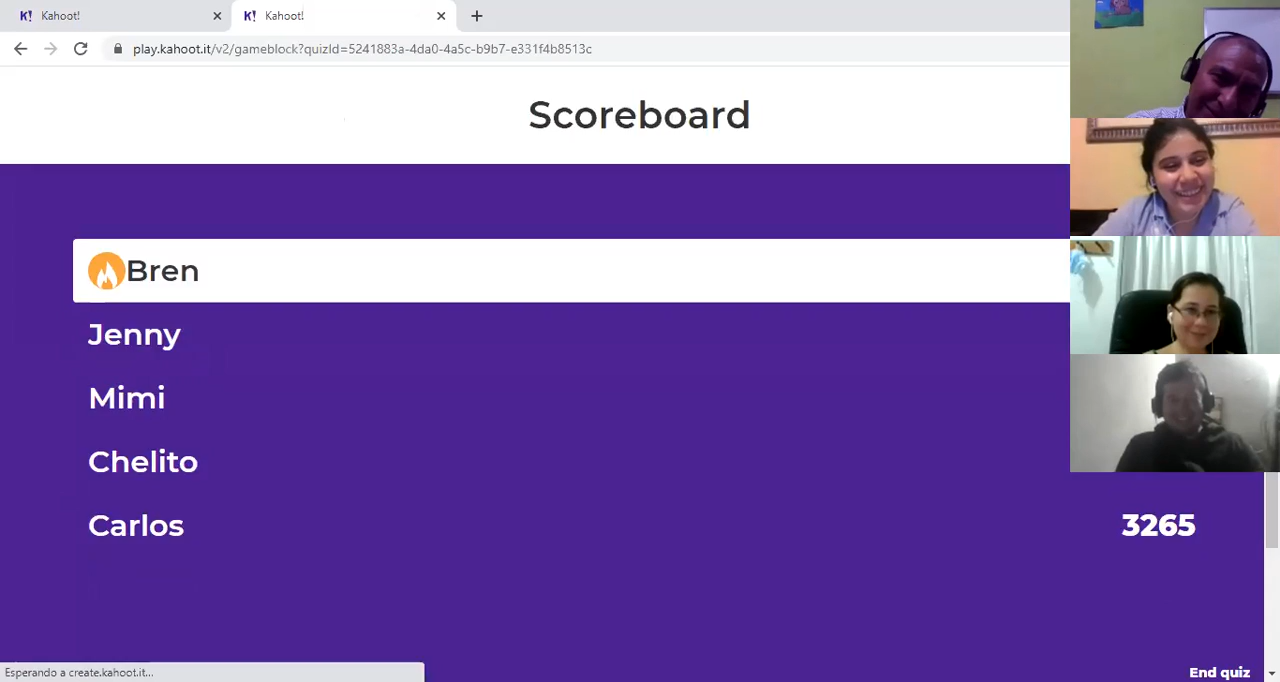 K! Kahoot!
K! Kahoot!
play.kahoot.it/v2/gameblock?quizId=5241883a-4da0-4a5c-b9b7-e331f4b8513c
Scoreboard
Bren
Jenny
Mimi
Chelito
Carlos 3265
Esperando a create.kahoot.it...
End quiz